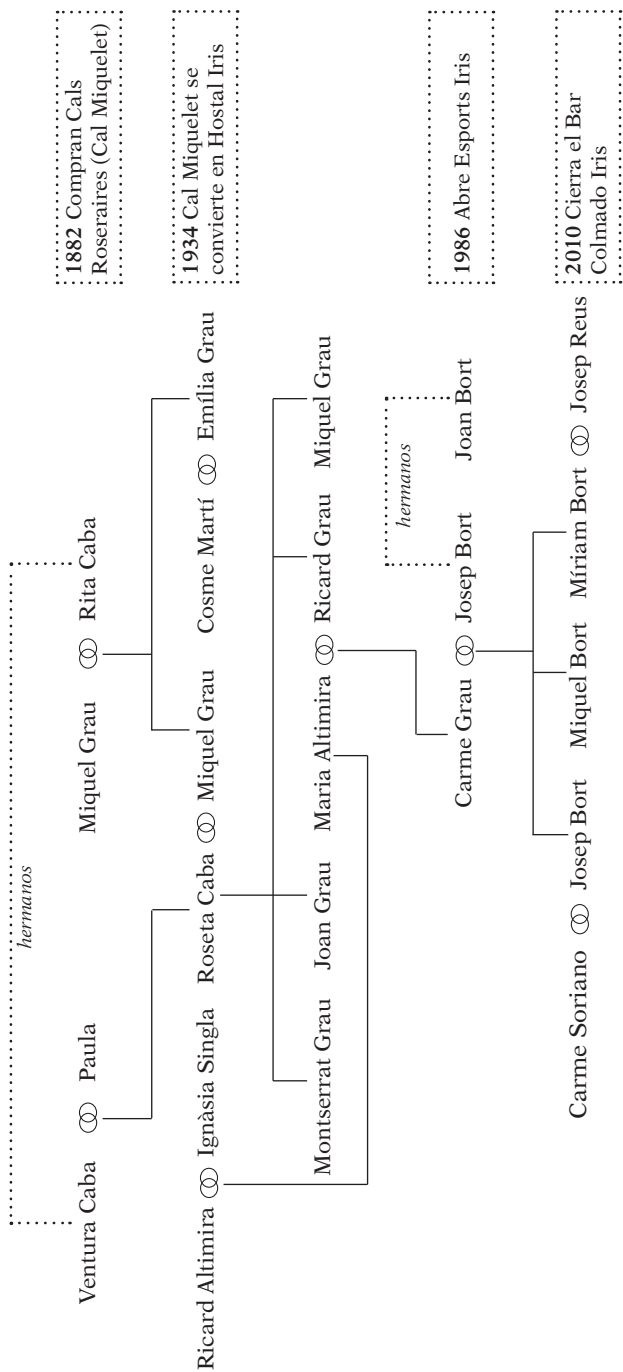 hermanos
Ventura Caba Paula Miquel Grau Rita Caba
1882 Compran Cals
Roseraires (Cal Miquelet)
Ricard Altimira Ignàsia Singla Roseta Caba Miquel Grau Cosme Martí Emília Grau
1934 Cal Miquelet se
convierte en Hostal Iris
Montserrat Grau Joan Grau Maria Altimira Ricard Grau Miquel Grau
hermanos
Carme Grau Josep Bort Joan Bort
1986 Abre Esports Iris
Carme Soriano Josep Bort Miquel Bort Míriam Bort Josep Reus
2010 Cierra el Bar
Colmado Iris